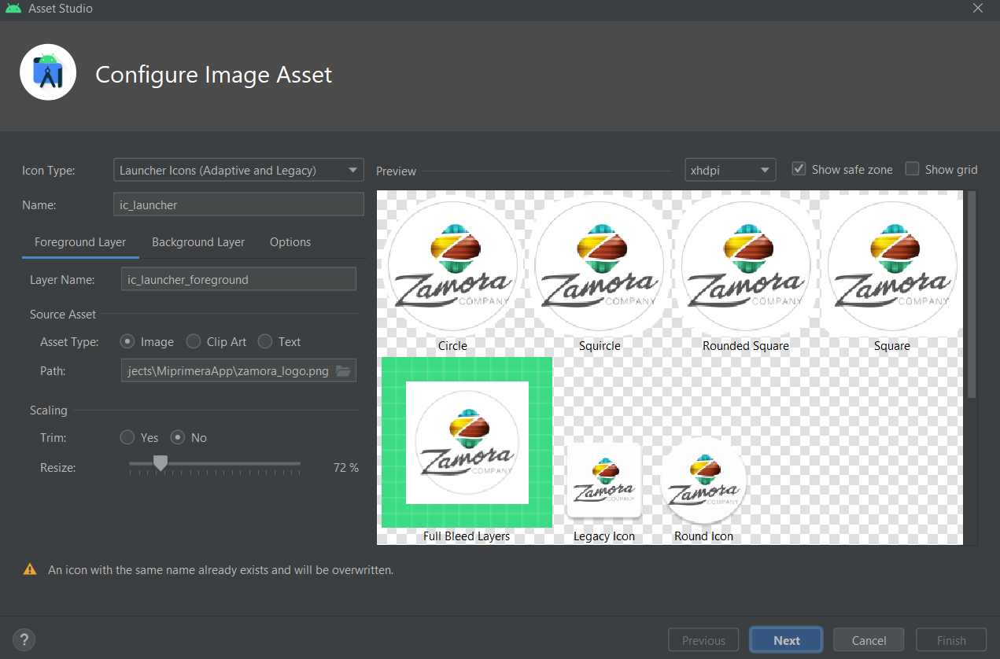 Asset Studio
Configure Image Asset
Icon Type:
Launcher Icons (Adaptive and Legacy)
Name:
ic_launcher
Foreground Layer
Background Layer
Options
Layer Name:
ic_launcher_foreground
Source Asset
Asset Type:
Image
Clip Art
Text
Path:
jects\MiprimeraApp\zamora_logo.png
Scaling
Trim:
Yes
No
Resize:
72 %
Preview
xhdpi
Show safe zone
Show grid
Zamora
COMPANY
Zamora
COMPANY
Zamora
COMPANY
Zamora
COMPANY
Circle
Squircle
Rounded Square
Square
Zamora
COMPANY
Zamora
COMPANY
Zamora
COMPANY
Full Bleed Layers
Legacy Icon
Round Icon
An icon with the same name already exists and will be overwritten.
?
Previous
Next
Cancel
Finish